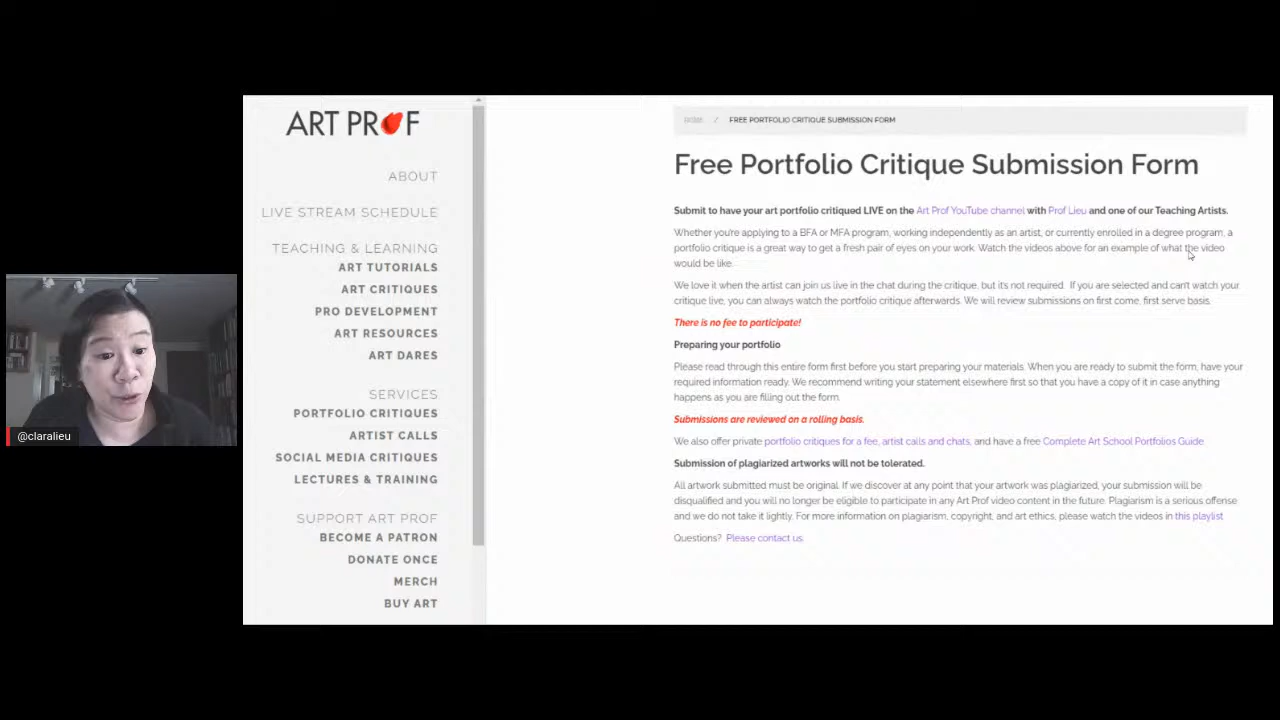 ART PROF
ABOUT
LIVE STREAM SCHEDULE
TEACHING & LEARNING
ART TUTORIALS
ART CRITIQUES
PRO DEVELOPMENT
ART RESOURCES
ART DARES
SERVICES
PORTFOLIO CRITIQUES
ARTIST CALLS
SOCIAL MEDIA CRITIQUES
LECTURES & TRAINING
SUPPORT ART PROF
BECOME A PATRON
DONATE ONCE
MERCH
BUY ART
@claralieu
HOME / FREE PORTFOLIO CRITIQUE SUBMISSION FORM
Free Portfolio Critique Submission Form
Submit to have your art portfolio critiqued LIVE on the Art Prof YouTube channel with Prof Lieu and one of our Teaching Artists.
Whether you're applying to a BFA or MFA program, working independently as an artist, or currently enrolled in a degree program, a
portfolio critique is a great way to get a fresh pair of eyes on your work. Watch the videos above for an example of what the video
would be like.
We love it when the artist can join us live in the chat during the critique, but it's not required. If you are selected and can't watch your
critique live, you can always watch the portfolio critique afterwards. We will review submissions on first come, first serve basis.
There is no fee to participate!
Preparing your portfolio
Please read through this entire form first before you start preparing your materials. When you are ready to submit the form, have your
required information ready. We recommend writing your statement elsewhere first so that you have a copy of it in case anything
happens as you are filling out the form.
Submissions are reviewed on a rolling basis.
We also offer private portfolio critiques for a fee, artist calls and chats, and have a free Complete Art School Portfolios Guide
Submission of plagiarized artworks will not be tolerated.
All artwork submitted must be original. If we discover at any point that your artwork was plagiarized, your submission will be
disqualified and you will no longer be eligible to participate in any Art Prof video content in the future. Plagiarism is a serious offense
and we do not take it lightly. For more information on plagiarism, copyright, and art ethics, please watch the videos in this playlist
Questions? Please contact us.